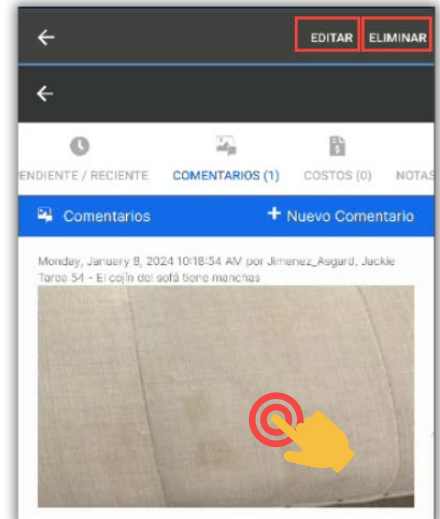 EDITAR ELIMINAR
ENDIENTE / RECIENTE COMENTARIOS (1) COSTOS (0) NOTAS
Comentarios + Nuevo Comentario
Monday, January 8, 2024 10:18:54 AM por Jimenez_Asgard, Jackie
Tarea 54 - El cojín del sofá tiene manchas